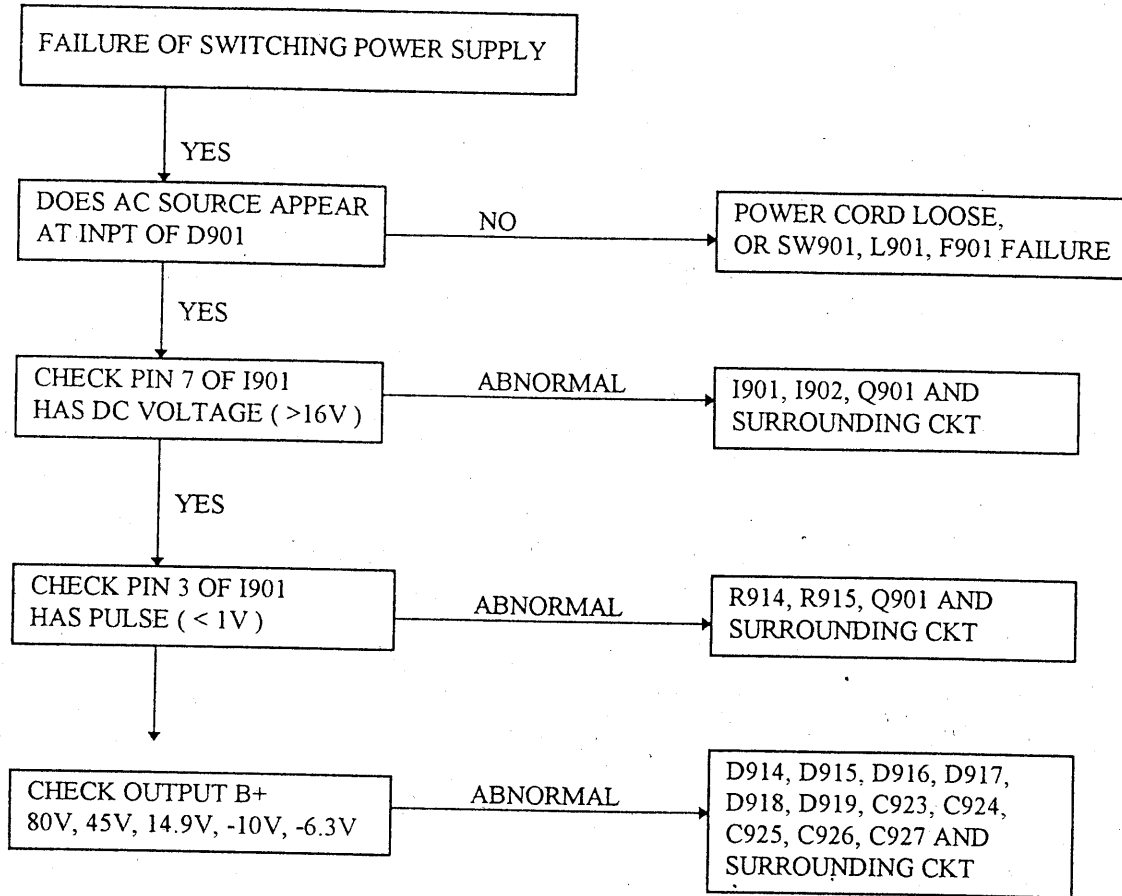 FAILURE OF SWITCHING POWER SUPPLY
YES
DOES AC SOURCE APPEAR
AT INPT OF D901
NO
POWER CORD LOOSE,
OR SW901, L901, F901 FAILURE
YES
CHECK PIN 7 OF I901
HAS DC VOLTAGE ( >16V )
ABNORMAL
I901, I902, Q901 AND
SURROUNDING CKT
YES
CHECK PIN 3 OF I901
HAS PULSE ( < 1V )
ABNORMAL
R914, R915, Q901 AND
SURROUNDING CKT
CHECK OUTPUT B+
80V, 45V, 14.9V, -10V, -6.3V
ABNORMAL
D914, D915, D916, D917,
D918, D919, C923, C924,
C925, C926, C927 AND
SURROUNDING CKT